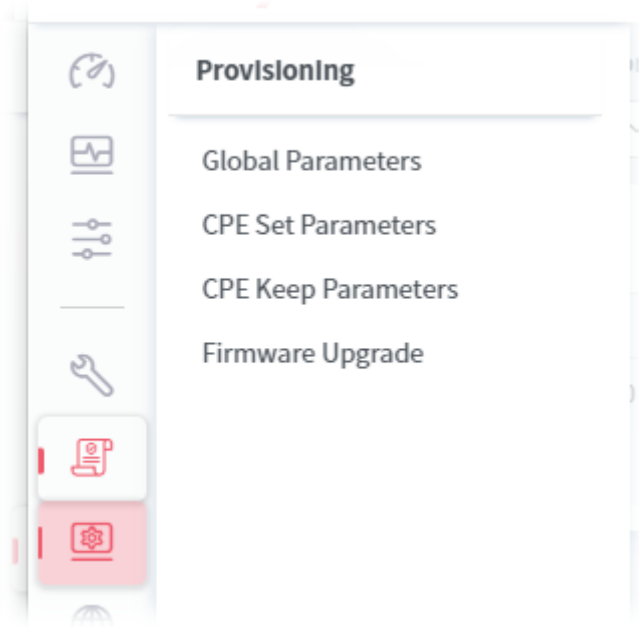 Provisioning
Global Parameters
CPE Set Parameters
CPE Keep Parameters
Firmware Upgrade